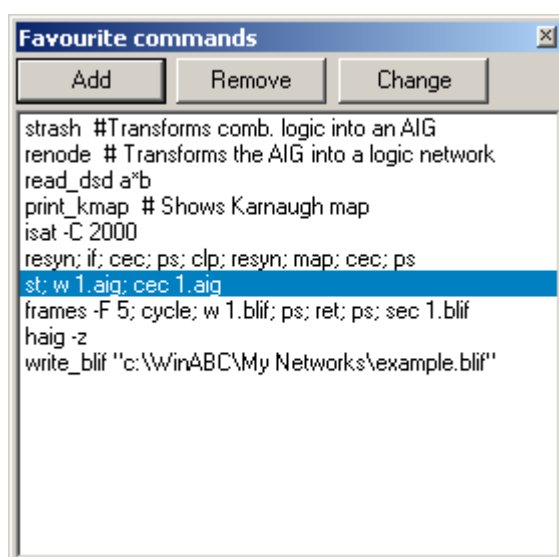 Favourite commands
Add Remove Change
strash #Transforms comb. logic into an AIG
renode # Transforms the AIG into a logic network
read_dsd a*b
print_kmap # Shows Karnaugh map
isat -C 2000
resyn; if; cec; ps; clp; resyn; map; cec; ps
st; w 1.aig; cec 1.aig
frames -F 5; cycle; w 1.blif; ps; ret; ps; sec 1.blif
haig -z
write_blif "c:\WinABC\My Networks\example.blif"